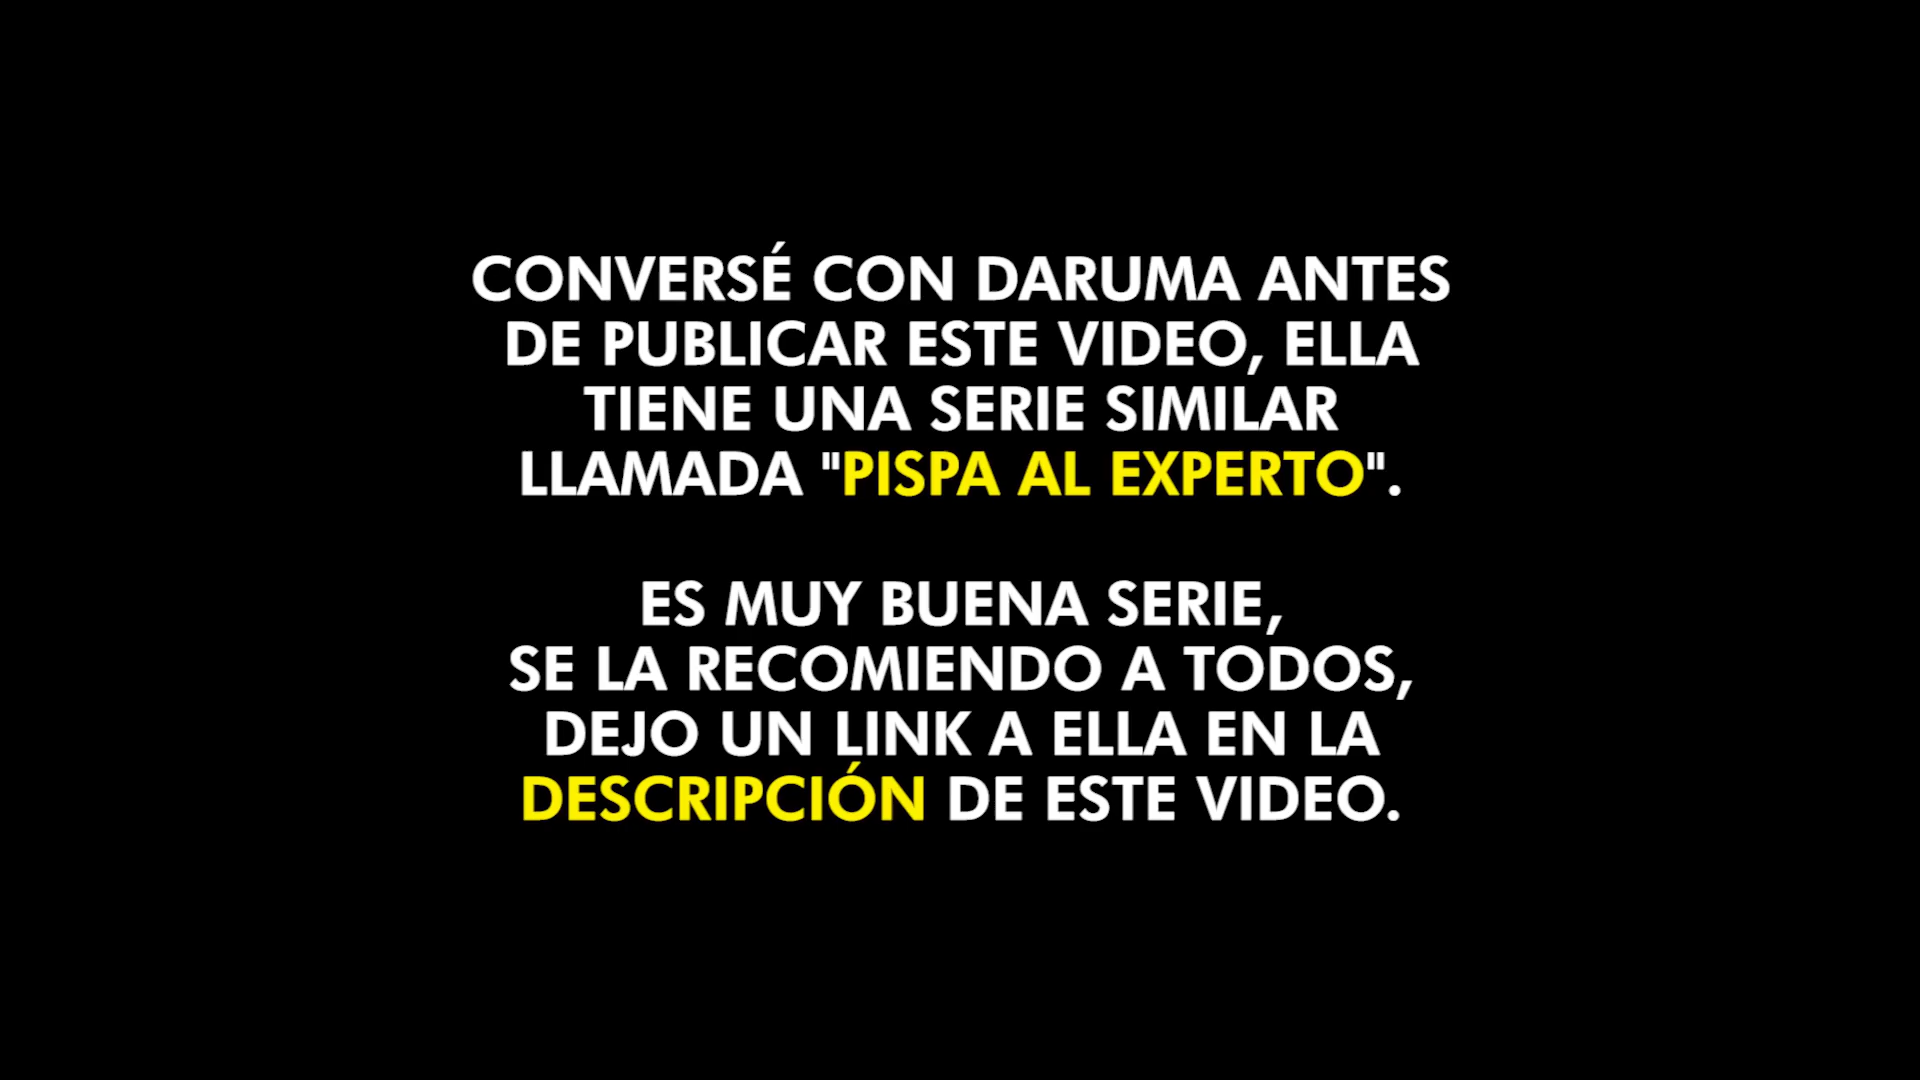 CONVERSÉ CON DARUMA ANTES
DE PUBLICAR ESTE VIDEO, ELLA
TIENE UNA SERIE SIMILAR
LLAMADA "PISPA AL EXPERTO".
ES MUY BUENA SERIE,
SE LA RECOMIENDO A TODOS,
DEJO UN LINK A ELLA EN LA
DESCRIPCIÓN DE ESTE VIDEO.